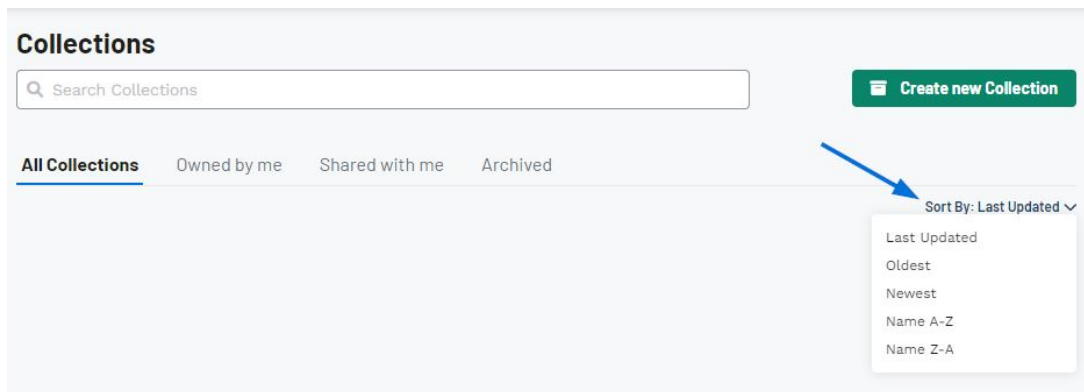 Collections
Search Collections
Create new Collection
All Collections Owned by me Shared with me Archived
Sort By: Last Updated
Last Updated
Oldest
Newest
Name A-Z
Name Z-A